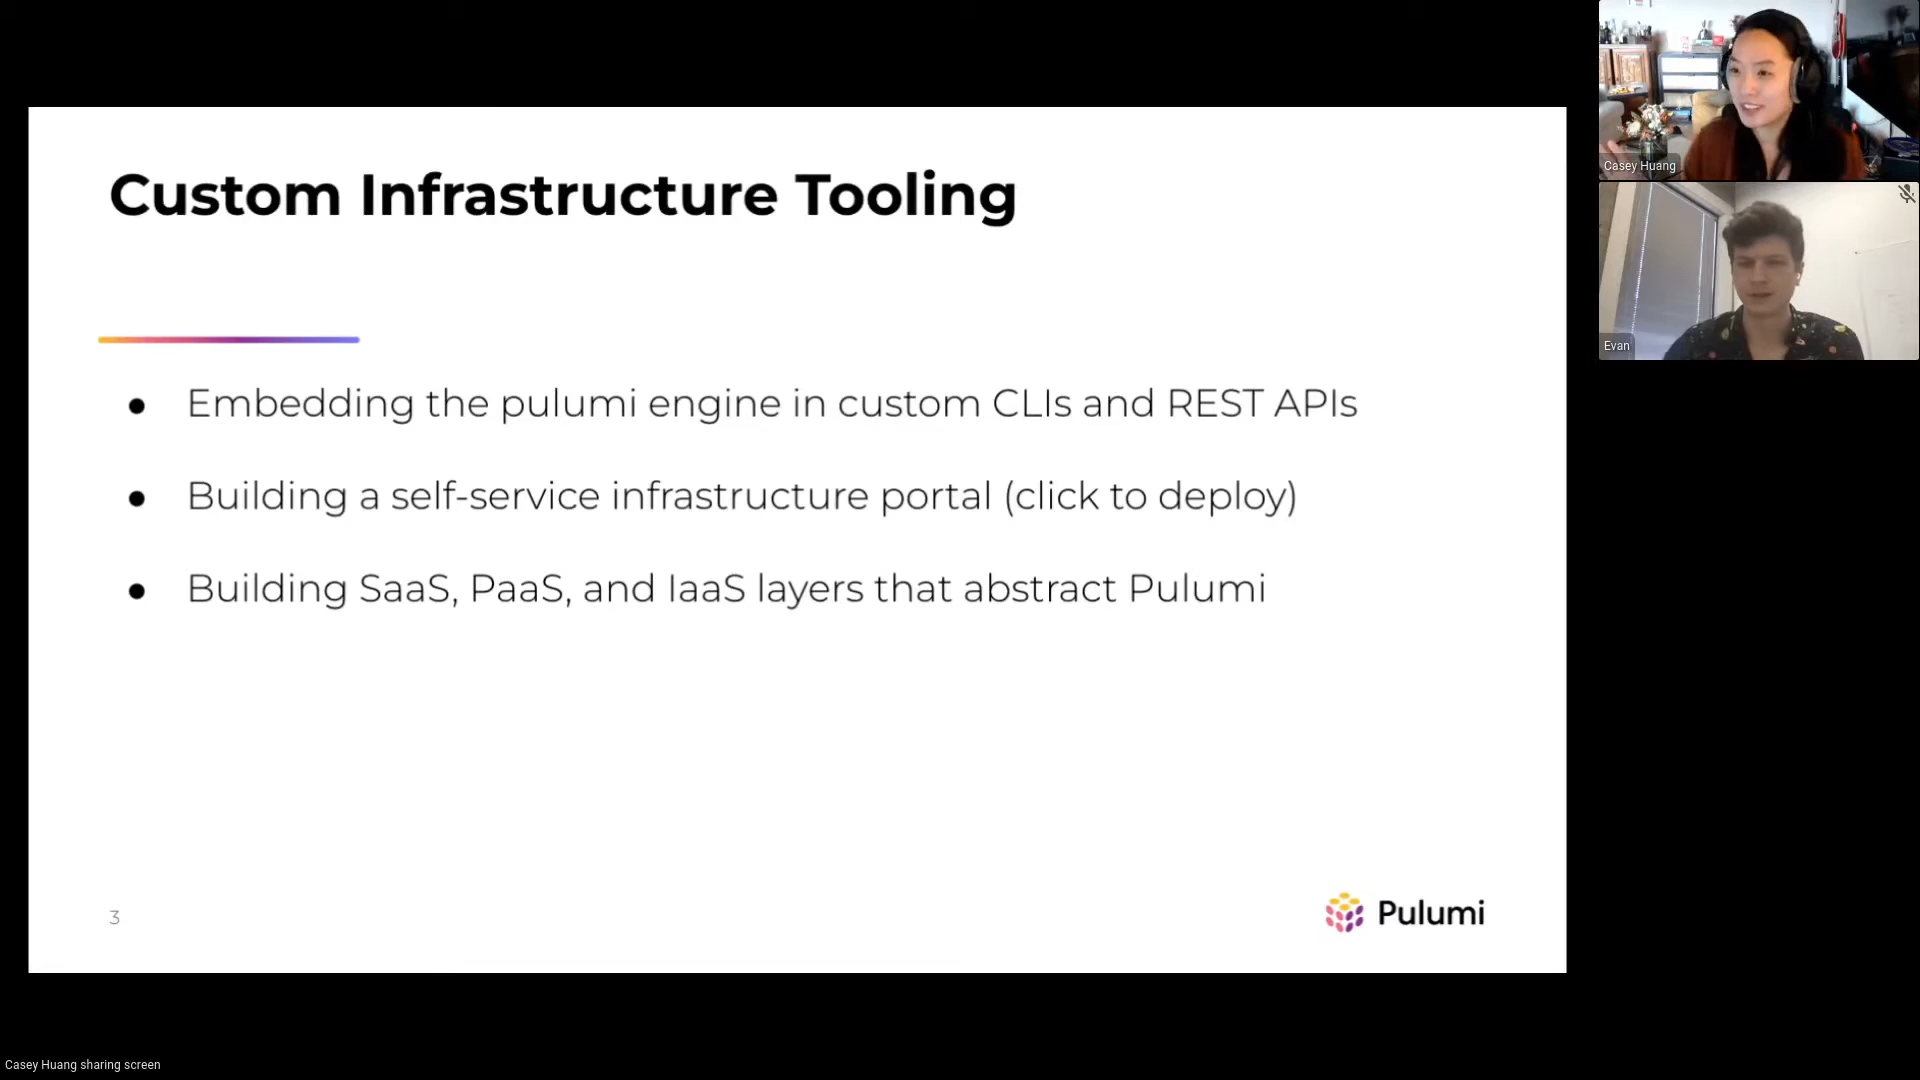 Custom Infrastructure Tooling
● Embedding the pulumi engine in custom CLIs and REST APIs
● Building a self-service infrastructure portal (click to deploy)
● Building SaaS, PaaS, and IaaS layers that abstract Pulumi
3
Pulumi
Casey Huang
Evan
Casey Huang sharing screen